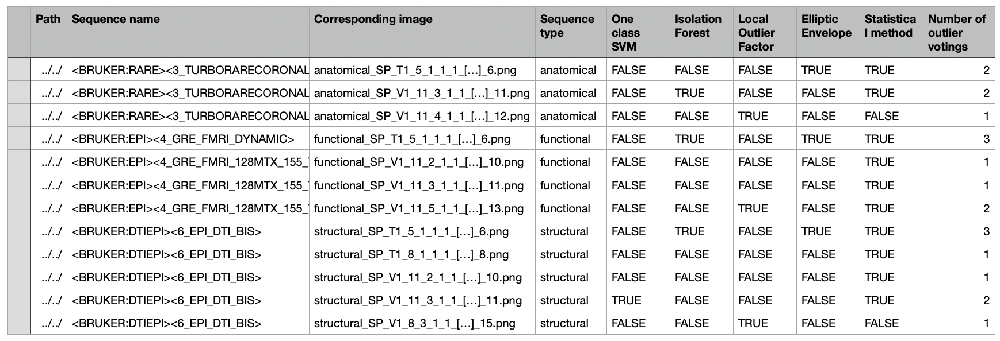 Path Sequence name Corresponding image Sequence type One class SVM Isolation Forest Local Outlier Factor Elliptic Envelope Statistica l method Number of outlier votings
../../ <BRUKER:RARE><3_TURBORARECORONAL anatomical_SP_T1_5_1_1_1_[…]_6.png anatomical FALSE FALSE FALSE TRUE TRUE 2
../../ <BRUKER:RARE><3_TURBORARECORONAL anatomical_SP_V1_11_3_1_1_[…]_11.png anatomical FALSE TRUE FALSE FALSE TRUE 2
../../ <BRUKER:RARE><3_TURBORARECORONAL anatomical_SP_V1_11_4_1_1_[…]_12.png anatomical FALSE FALSE TRUE FALSE FALSE 1
../../ <BRUKER:EPI><4_GRE_FMRI_DYNAMIC> functional_SP_T1_5_1_1_1_[…]_6.png functional FALSE TRUE FALSE TRUE TRUE 3
../../ <BRUKER:EPI><4_GRE_FMRI_128MTX_155_ functional_SP_V1_11_2_1_1_[…]_10.png functional FALSE FALSE FALSE FALSE TRUE 1
../../ <BRUKER:EPI><4_GRE_FMRI_128MTX_155_ functional_SP_V1_11_3_1_1_[…]_11.png functional FALSE FALSE FALSE FALSE TRUE 1
../../ <BRUKER:EPI><4_GRE_FMRI_128MTX_155_ functional_SP_V1_11_5_1_1_[…]_13.png functional FALSE FALSE TRUE FALSE TRUE 2
../../ <BRUKER:DTIEPI><6_EPI_DTI_BIS> structural_SP_T1_5_1_1_1_[…]_6.png structural FALSE TRUE FALSE TRUE TRUE 3
../../ <BRUKER:DTIEPI><6_EPI_DTI_BIS> structural_SP_T1_8_1_1_1_[…]_8.png structural FALSE FALSE FALSE FALSE TRUE 1
../../ <BRUKER:DTIEPI><6_EPI_DTI_BIS> structural_SP_V1_11_2_1_1_[…]_10.png structural FALSE FALSE FALSE FALSE TRUE 1
../../ <BRUKER:DTIEPI><6_EPI_DTI_BIS> structural_SP_V1_11_3_1_1_[…]_11.png structural TRUE FALSE FALSE FALSE TRUE 2
../../ <BRUKER:DTIEPI><6_EPI_DTI_BIS> structural_SP_V1_8_3_1_1_[…]_15.png structural FALSE FALSE TRUE FALSE FALSE 1